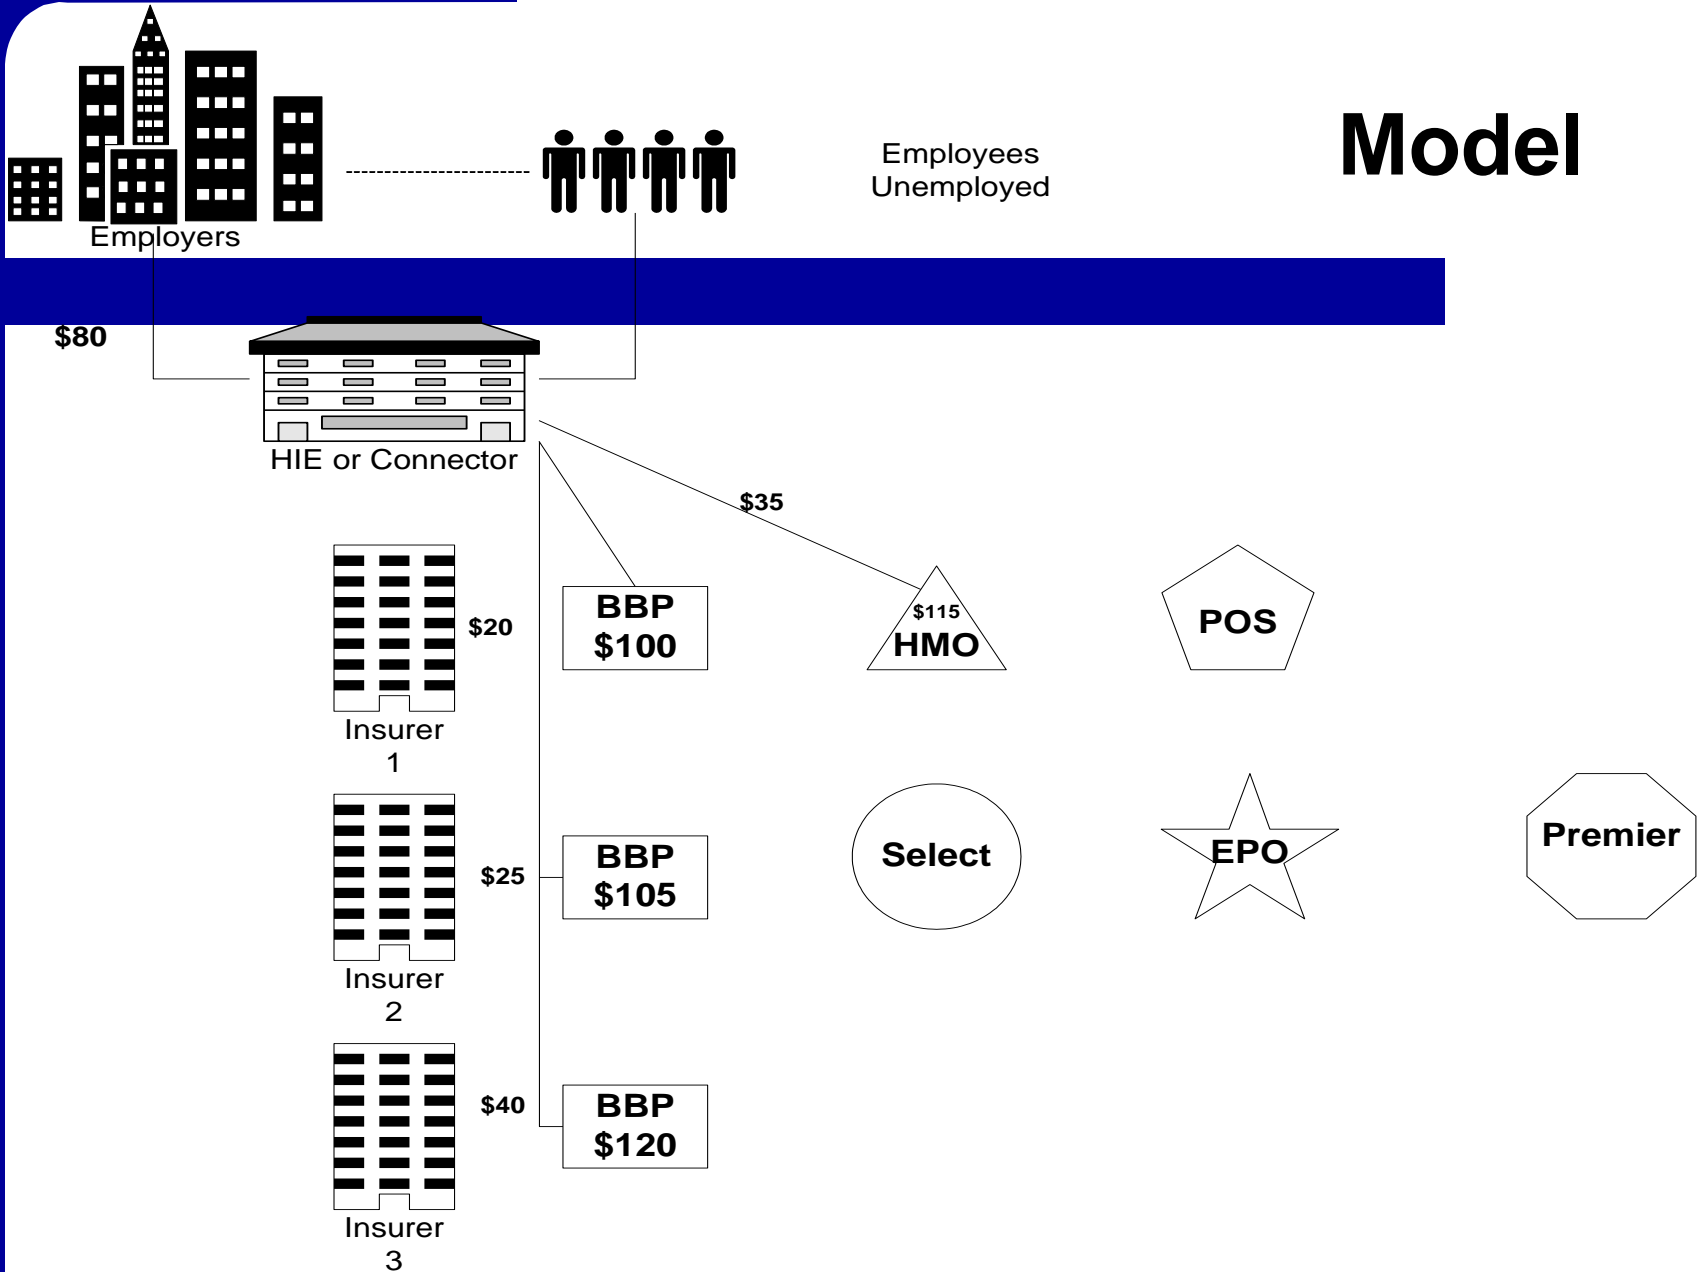 Model
Employees
Unemployed
Employers
$80
HIE or Connector
$35
$20
BBP
$100
$115
HMO
POS
Insurer
1
$25
BBP
$105
Select
EPO
Premier
Insurer
2
$40
BBP
$120
Insurer
3